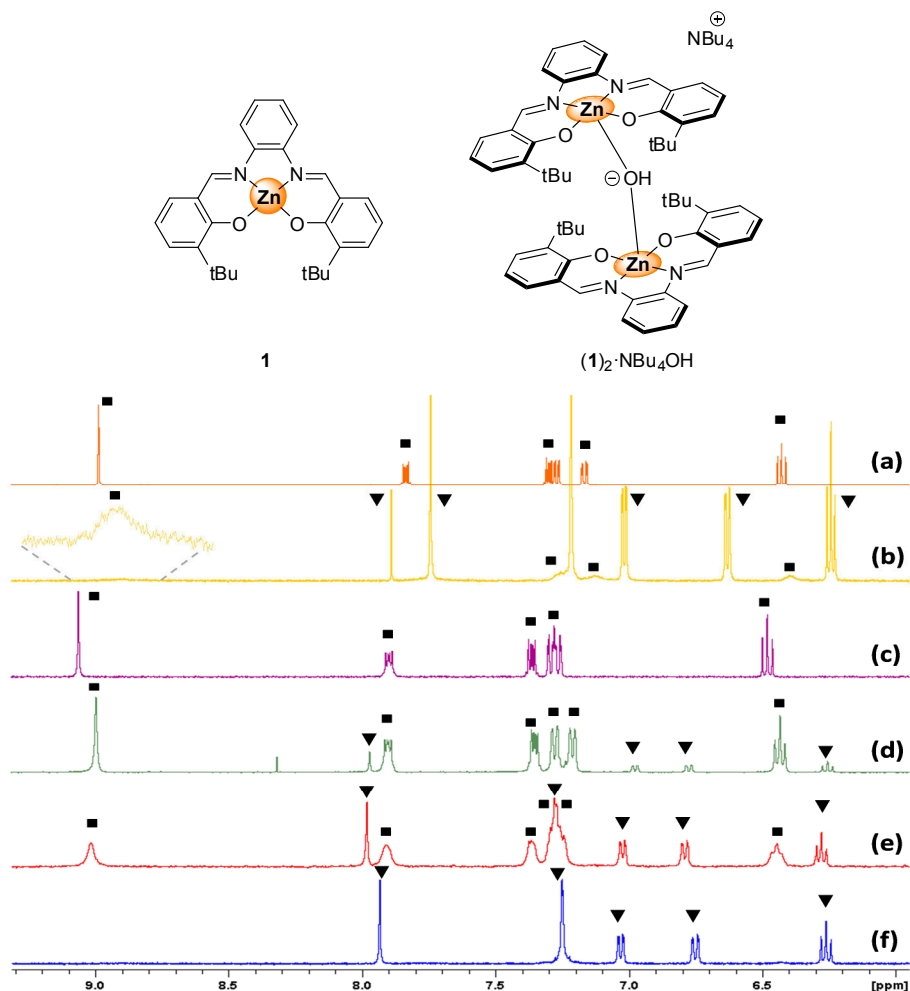 ⊕
NBu4
N N
Zn
O O
tBu tBu
N N
Zn
O O
tBu
tBu
⊖ OH
tBu
tBu
O O
Zn
N N
1
(1)2·NBu4OH
(a)
(b)
(c)
(d)
(e)
(f)
9.0 8.5 8.0 7.5 7.0 6.5 [ppm]